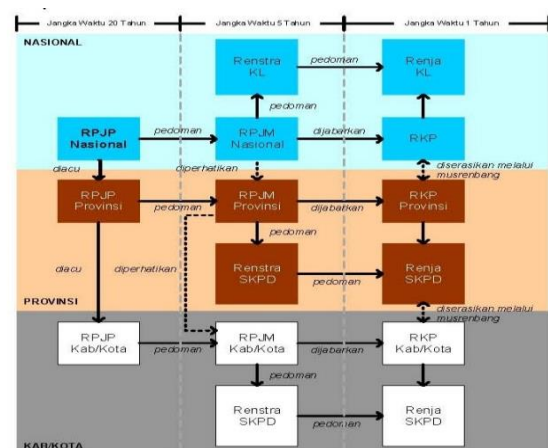 Jangka Waktu 20 Tahun
Jangka Waktu 5 Tahun
Jangka Waktu 1 Tahun
NASIONAL
Renstra
KL
pedoman
Renja
KL
pedoman
RPJP
Nasional
pedoman
RPJM
Nasional
dijabarkan
RKP
diacu
diperhatikan
diserasikan melalui
musrenbang
RPJP
Provinsi
pedoman
RPJM
Provinsi
dijabarkan
RKP
Provinsi
pedoman
diacu
diperhatikan
Renstra
SKPD
pedoman
Renja
SKPD
PROVINSI
diserasikan melalui
musrenbang
RPJP
Kab/Kota
pedoman
RPJM
Kab/Kota
dijabarkan
RKP
Kab/Kota
pedoman
Renstra
SKPD
pedoman
Renja
SKPD
KAB/KOTA